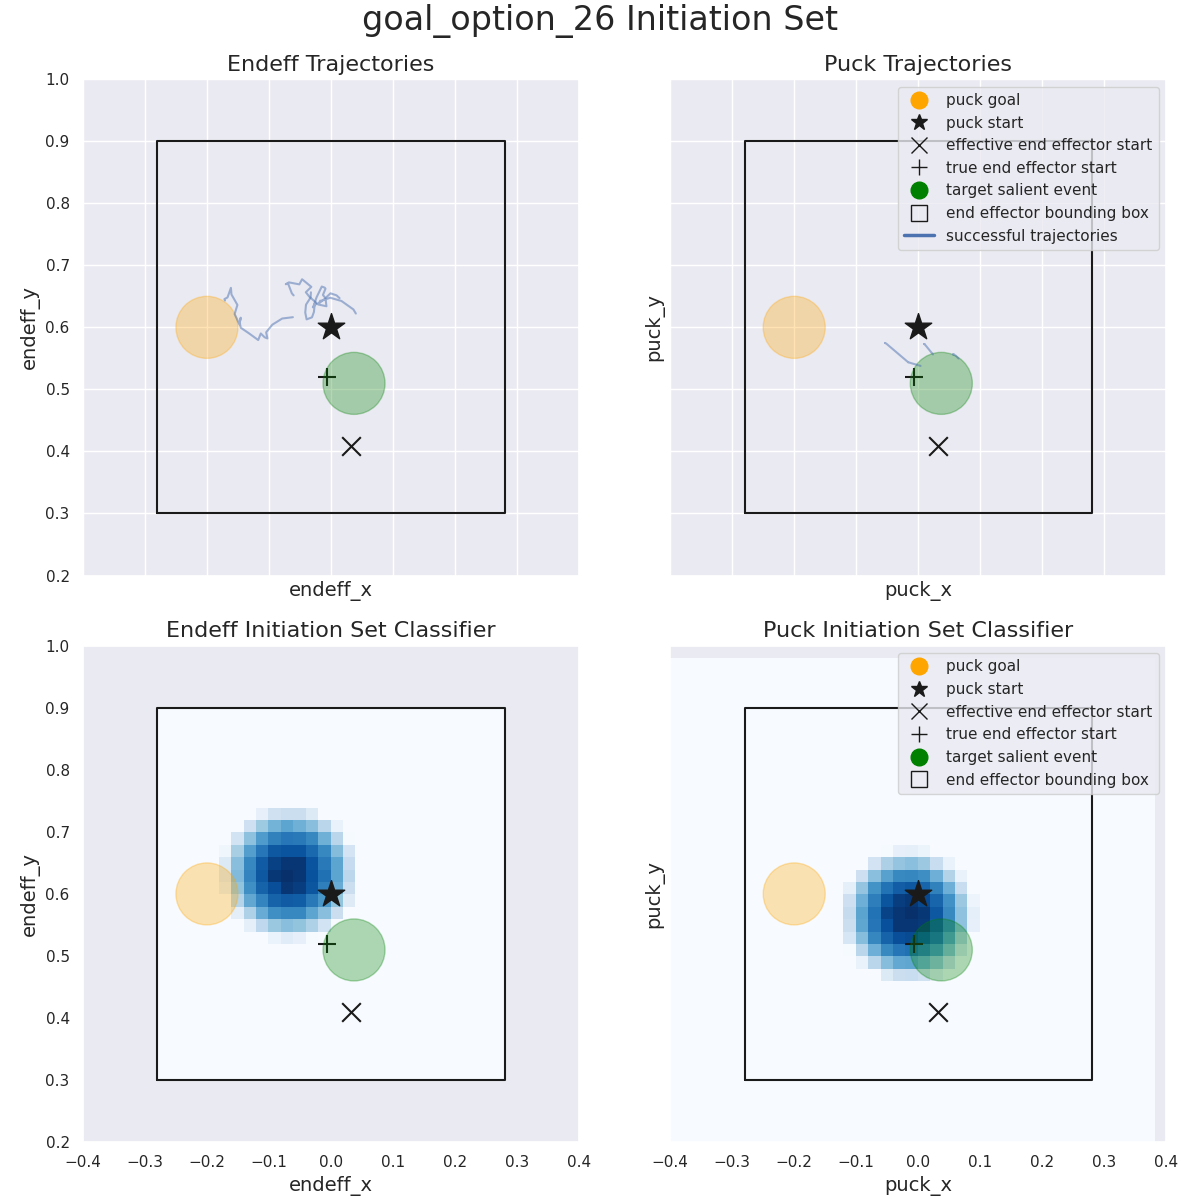 goal_option_26 Initiation Set
Endeff Trajectories
1.0
0.9
0.8
0.7
0.6
0.5
0.4
0.3
0.2
endeff_y
endeff_x
Puck Trajectories
puck goal
puck start
effective end effector start
true end effector start
target salient event
end effector bounding box
successful trajectories
puck_y
puck_x
Endeff Initiation Set Classifier
1.0
0.9
0.8
0.7
0.6
0.5
0.4
0.3
0.2
endeff_y
−0.4 −0.3 −0.2 −0.1 0.0 0.1 0.2 0.3 0.4
endeff_x
Puck Initiation Set Classifier
puck goal
puck start
effective end effector start
true end effector start
target salient event
end effector bounding box
puck_y
−0.4 −0.3 −0.2 −0.1 0.0 0.1 0.2 0.3 0.4
puck_x